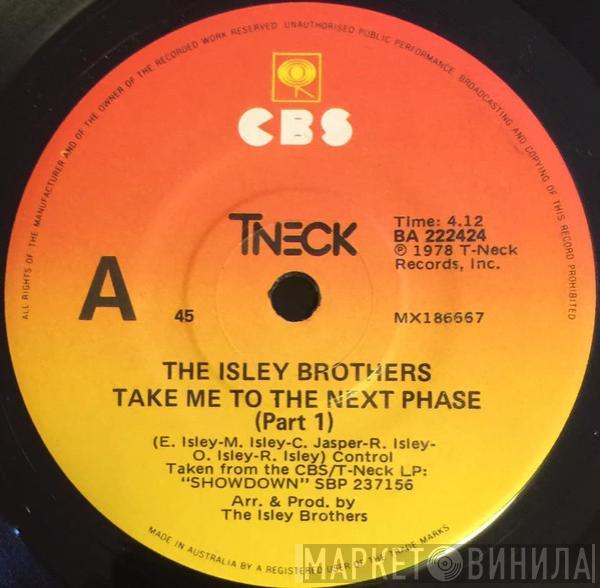 ALL RIGHTS OF THE MANUFACTURER AND OF THE OWNER OF THE RECORDED WORK RESERVED UNAUTHORISED PUBLIC PERFORMANCE, BROADCASTING AND COPYING OF THIS RECORD PROHIBITED
CBS
TNECK
Time: 4.12
BA 222424
℗ 1978 T-Neck
Records, Inc.
A
45
MX186667
THE ISLEY BROTHERS
TAKE ME TO THE NEXT PHASE
(Part 1)
(E. Isley-M. Isley-C. Jasper-R. Isley-
O. Isley-R. Isley) Control
Taken from the CBS/T-Neck LP:
"SHOWDOWN" SBP 237156
Arr. & Prod. by
The Isley Brothers
MADE IN AUSTRALIA BY A REGISTERED USER OF THE TRADE MARKS
МАРКЕТ ВИНИЛА